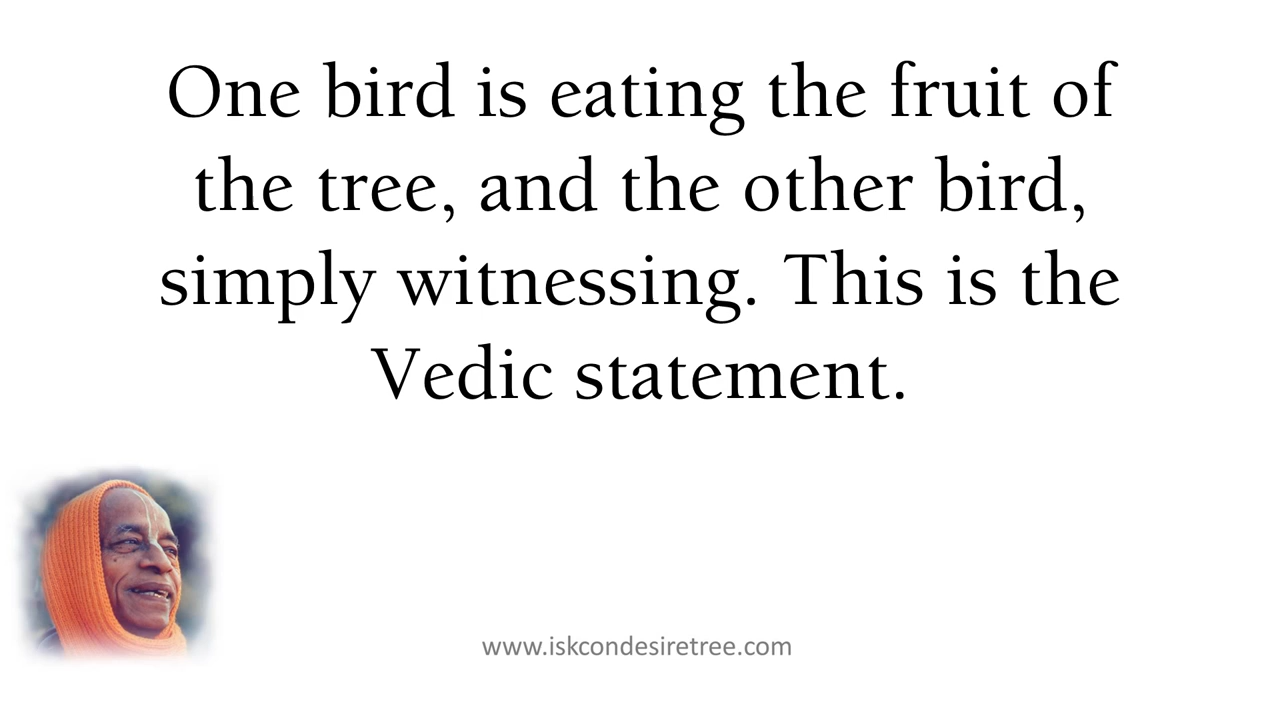 One bird is eating the fruit of
the tree, and the other bird,
simply witnessing. This is the
Vedic statement.
www.iskcondesiretree.com